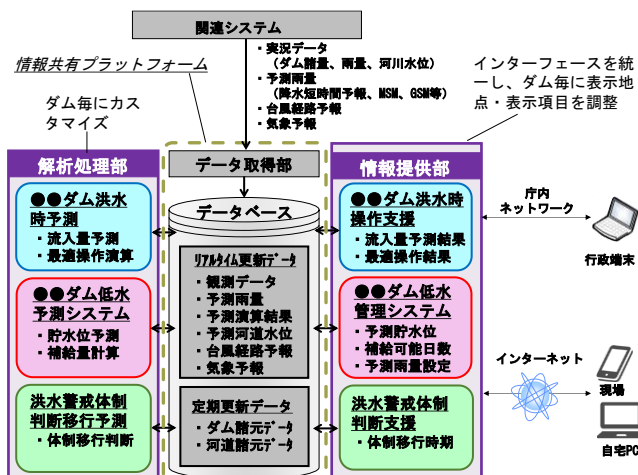 関連システム
・実況データ
（ダム諸量、雨量、河川水位）
・予測雨量
（降水短時間予報、MSM、GSM等）
・台風経路予報
・気象予報
情報共有プラットフォーム
インターフェースを統
一し、ダム毎に表示地
点・表示項目を調整
ダム毎にカス
タマイズ
解析処理部
●●ダム洪水
時予測
・流入量予測
・最適操作演算
●●ダム低水
予測システム
・貯水位予測
・補給量計算
洪水警戒体制
判断移行予測
・体制移行判断
データ取得部
データベース
リアルタイム更新データ
・観測データ
・予測雨量
・予測演算結果
・予測河道水位
・台風経路予報
・気象予報
定期更新データ
・ダム諸元データ
・河道諸元データ
情報提供部
●●ダム洪水時
操作支援
・流入量予測結果
・最適操作結果
●●ダム低水
管理システム
・予測貯水位
・補給可能日数
・予測雨量設定
洪水警戒体制
判断支援
・体制移行時期
庁内
ネットワーク
行政端末
インターネット
現場
自宅PC